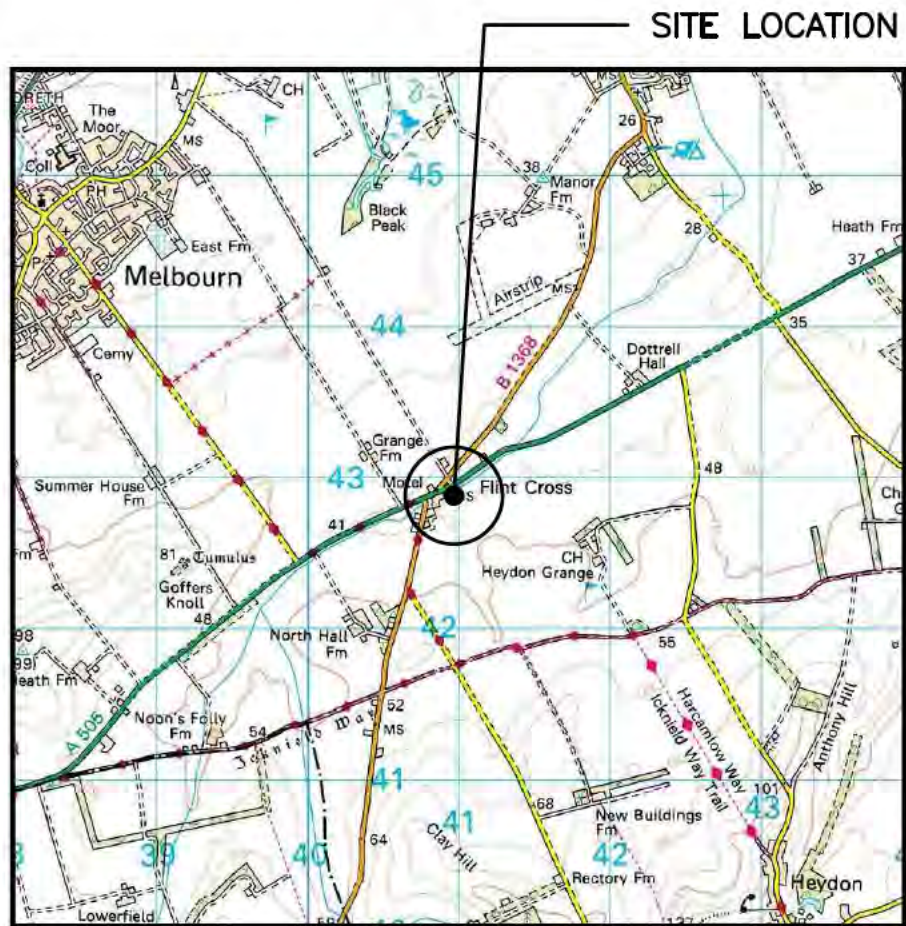 SITE LOCATION
ORETH
The
Moor
Coll
PH
MS
CH
Black
Peak
East Fm
Melbourn
Cemy
MS
26
38
Manor
Fm
45
28
Heath Fm
37
35
Airstrip
MS
44
B 1368
Dottrell
Hall
Grange
Fm
Motel
43
Flint Cross
Summer House
Fm
41
48
81
Tumulus
Goffers
Knoll
48
CH
Heydon Grange
North Hall
Fm
42
55
98
Heath Fm
A 505
Noon's Folly
Fm
54
Icknield Way
52
MS
Harcamlow Way
Icknield Way Trail
Anthony Hill
41
101
43
68
New Buildings
Fm
64
41
Clay Hill
39
40
42
Rectory Fm
Heydon
Lowerfield